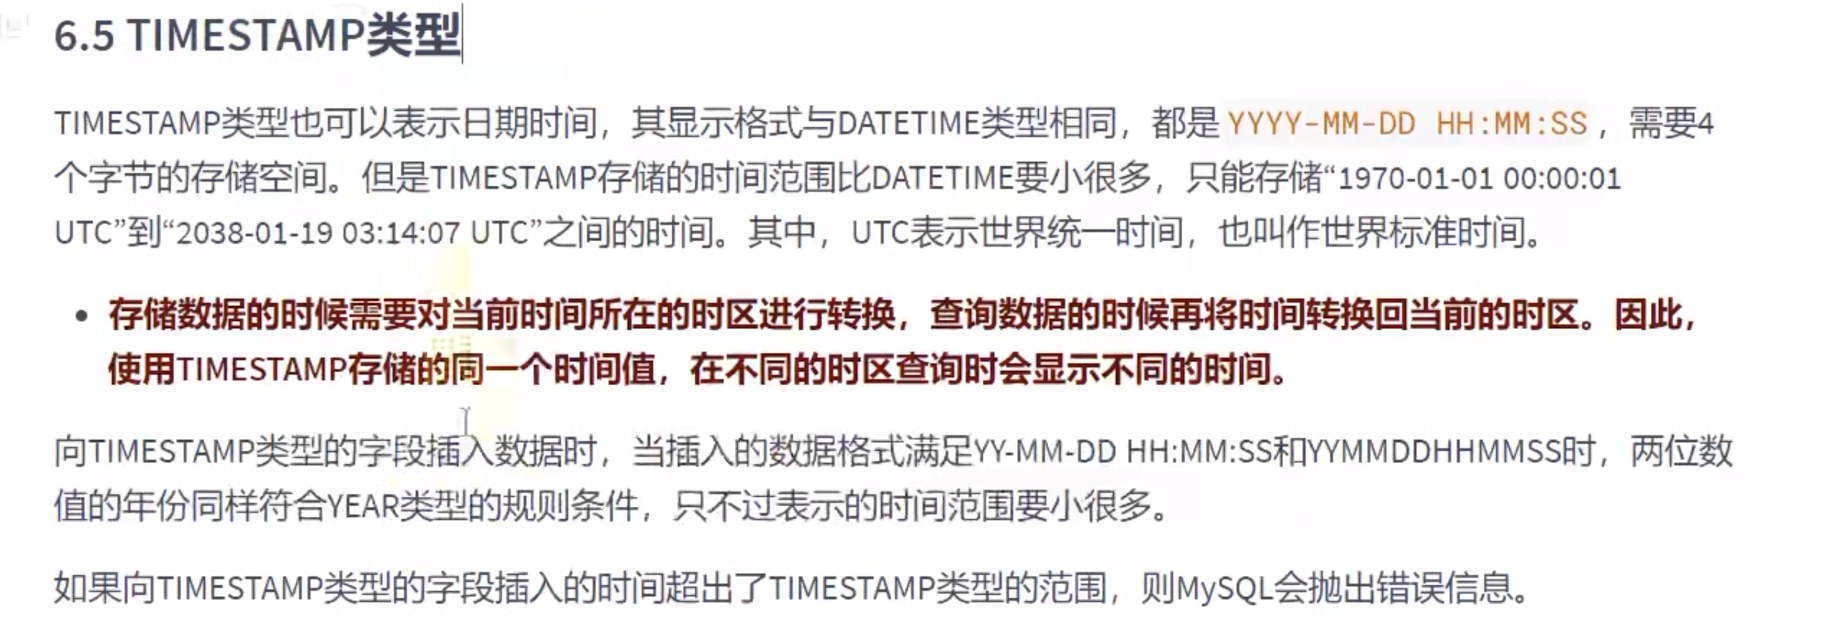 6.5 TIMESTAMP类型
TIMESTAMP类型也可以表示日期时间，其显示格式与DATETIME类型相同，都是 YYYY-MM-DD HH:MM:SS ，需要4
个字节的存储空间。但是TIMESTAMP存储的时间范围比DATETIME要小很多，只能存储“1970-01-01 00:00:01
UTC”到“2038-01-19 03:14:07 UTC”之间的时间。其中，UTC表示世界统一时间，也叫作世界标准时间。
• 存储数据的时候需要对当前时间所在的时区进行转换，查询数据的时候再将时间转换回当前的时区。因此，
使用TIMESTAMP存储的同一个时间值，在不同的时区查询时会显示不同的时间。
向TIMESTAMP类型的字段插入数据时，当插入的数据格式满足YY-MM-DD HH:MM:SS和YYMMDDHHMMSS时，两位数
值的年份同样符合YEAR类型的规则条件，只不过表示的时间范围要小很多。
如果向TIMESTAMP类型的字段插入的时间超出了TIMESTAMP类型的范围，则MySQL会抛出错误信息。